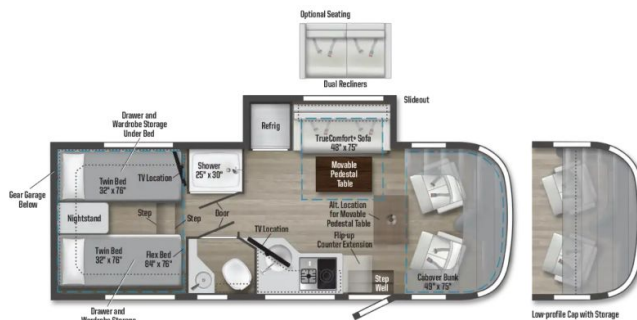 Optional Seating
Dual Recliners
Slideout
Drawer and
Wardrobe Storage
Under Bed
Refrig
TrueComfort+ Sofa
48" x 75"
Shower
25" x 30"
TV Location
Twin Bed
32" x 76"
Gear Garage
Below
Movable
Pedestal
Table
Nightstand
Step
Step
Door
Alt. Location
for Movable
Pedestal Table
TV Location
Flip-up
Counter Extension
Twin Bed
32" x 76"
Flex Bed
64" x 76"
Step
Well
Cabover Bunk
49" x 75"
Drawer and
Wardrobe Storage
Low-profile Cap with Storage